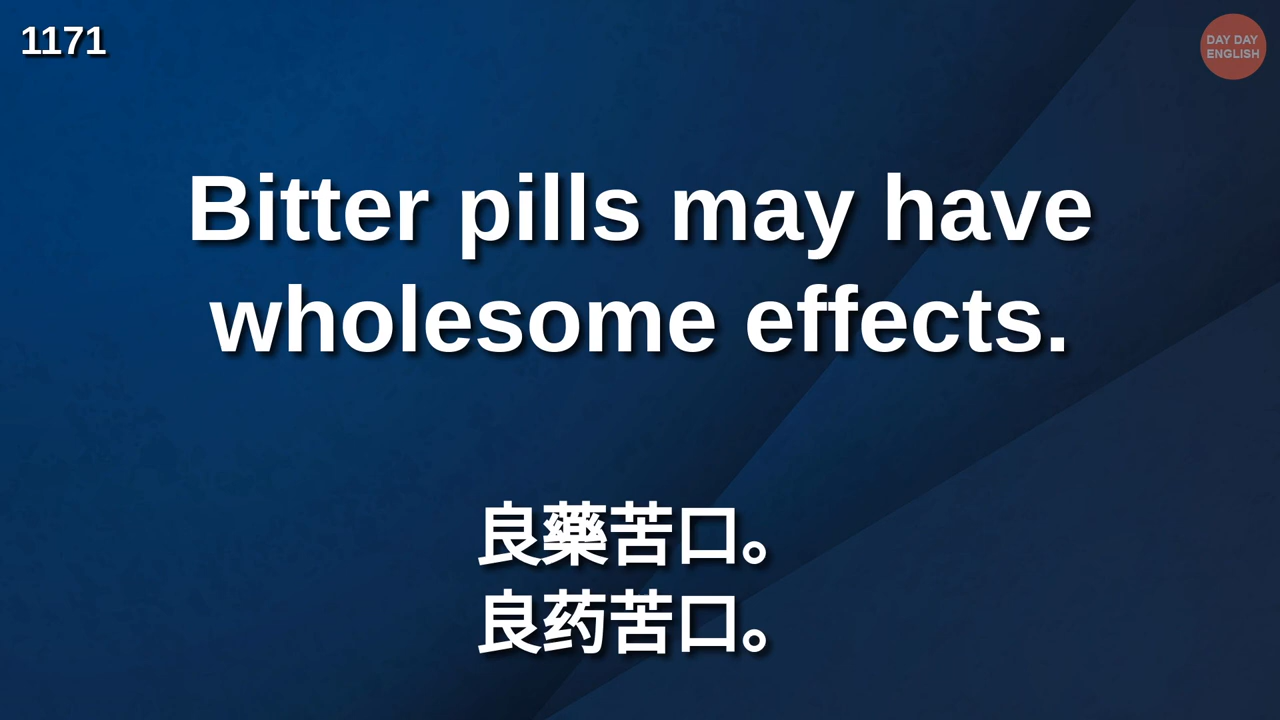 1171
DAY DAY
ENGLISH
Bitter pills may have
wholesome effects.
良藥苦口。
良药苦口。